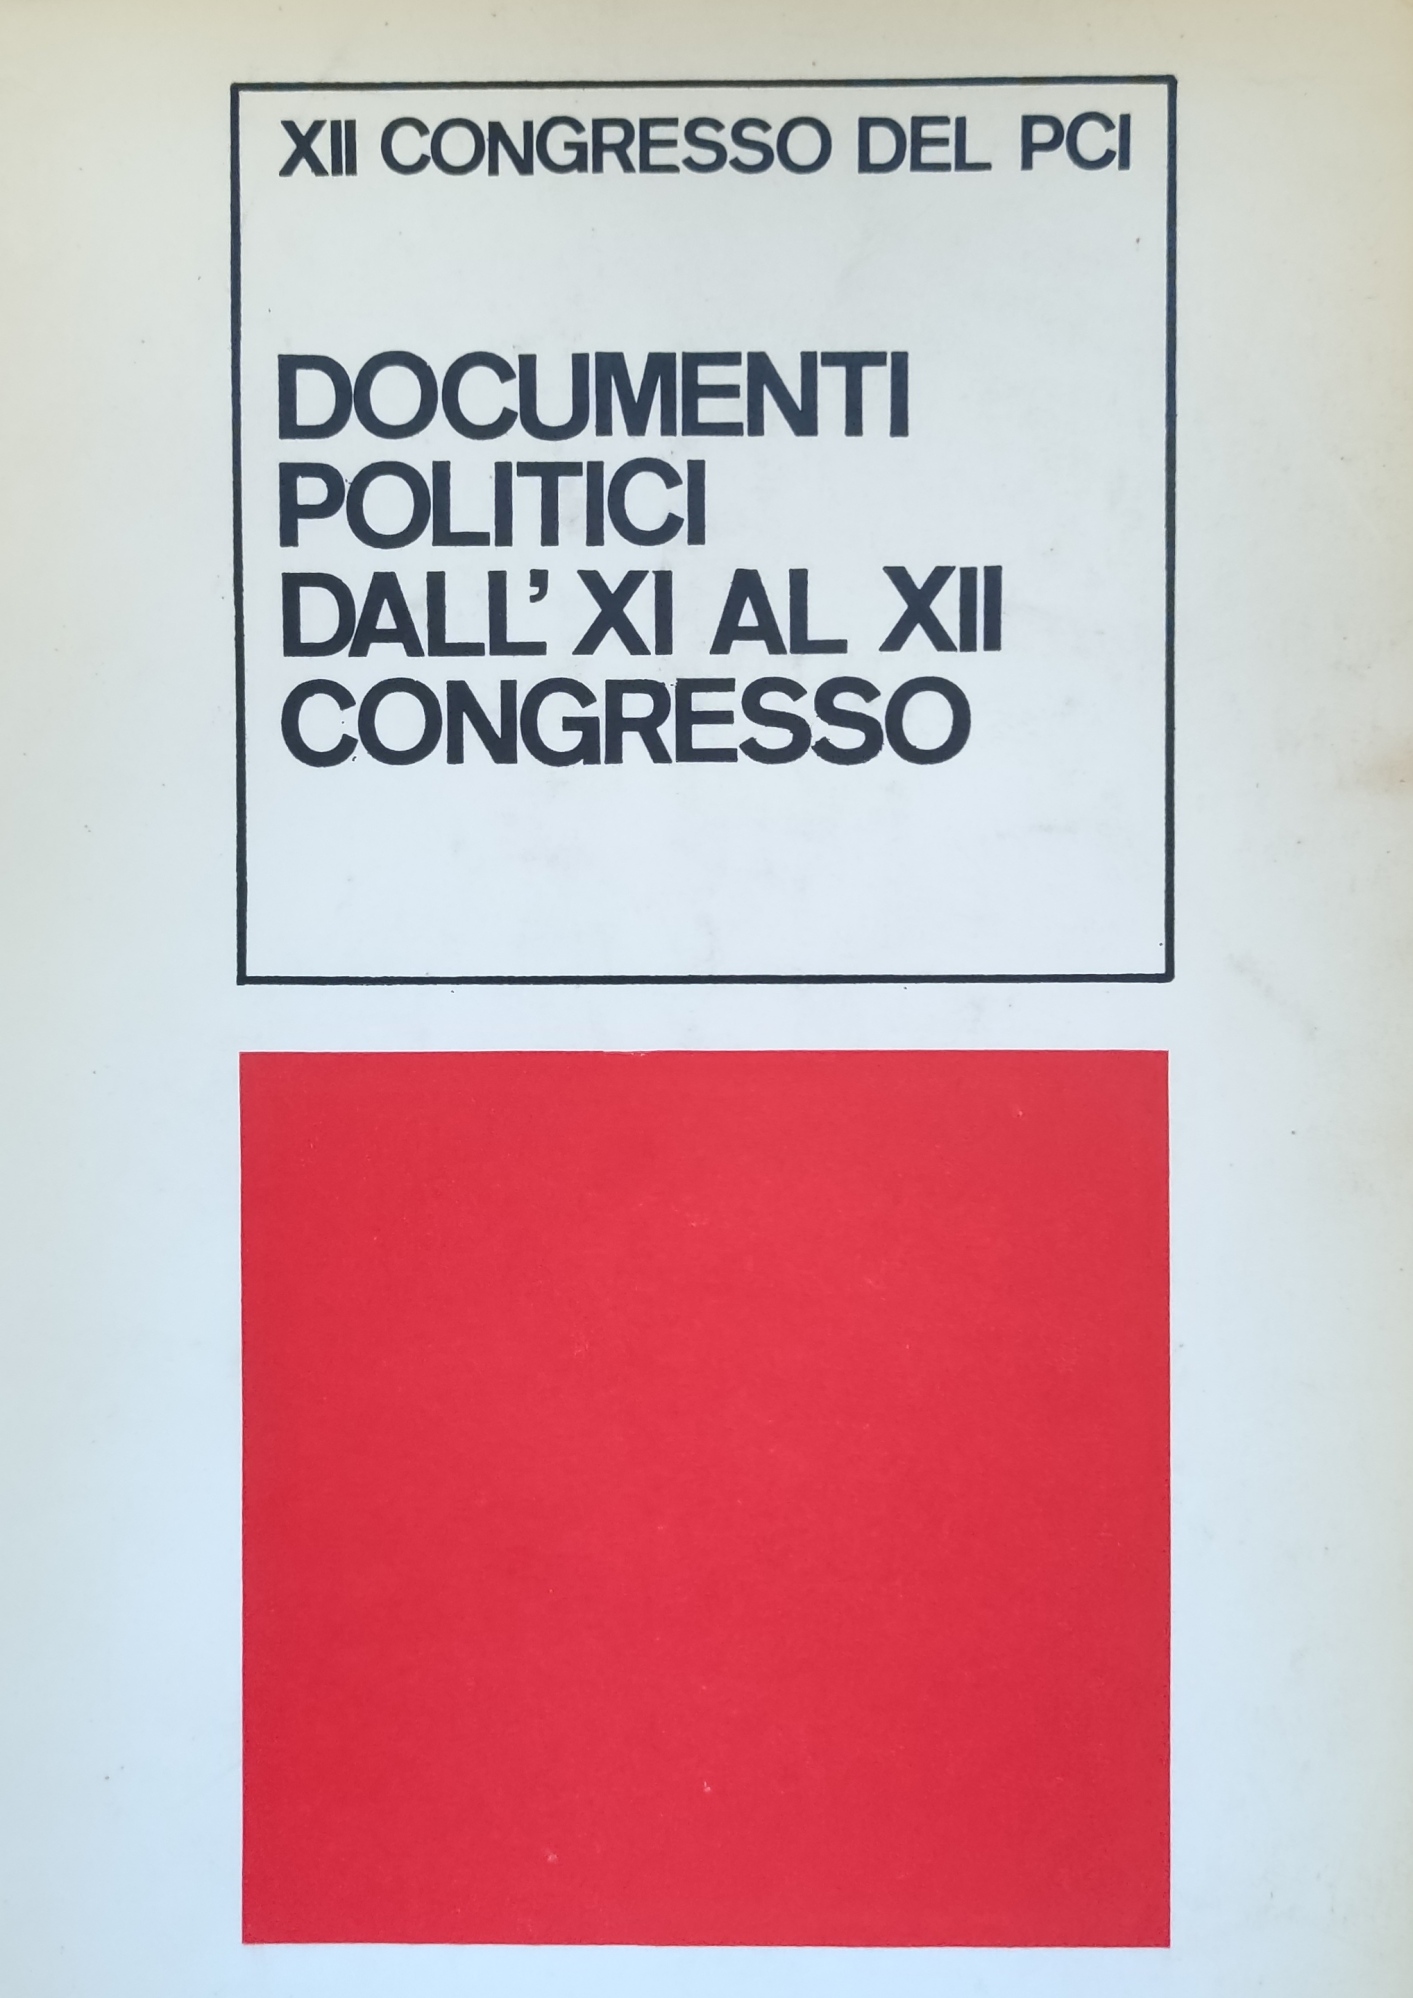 XII CONGRESSO DEL PCI
DOCUMENTI
POLITICI
DALL' XI AL XII
CONGRESSO